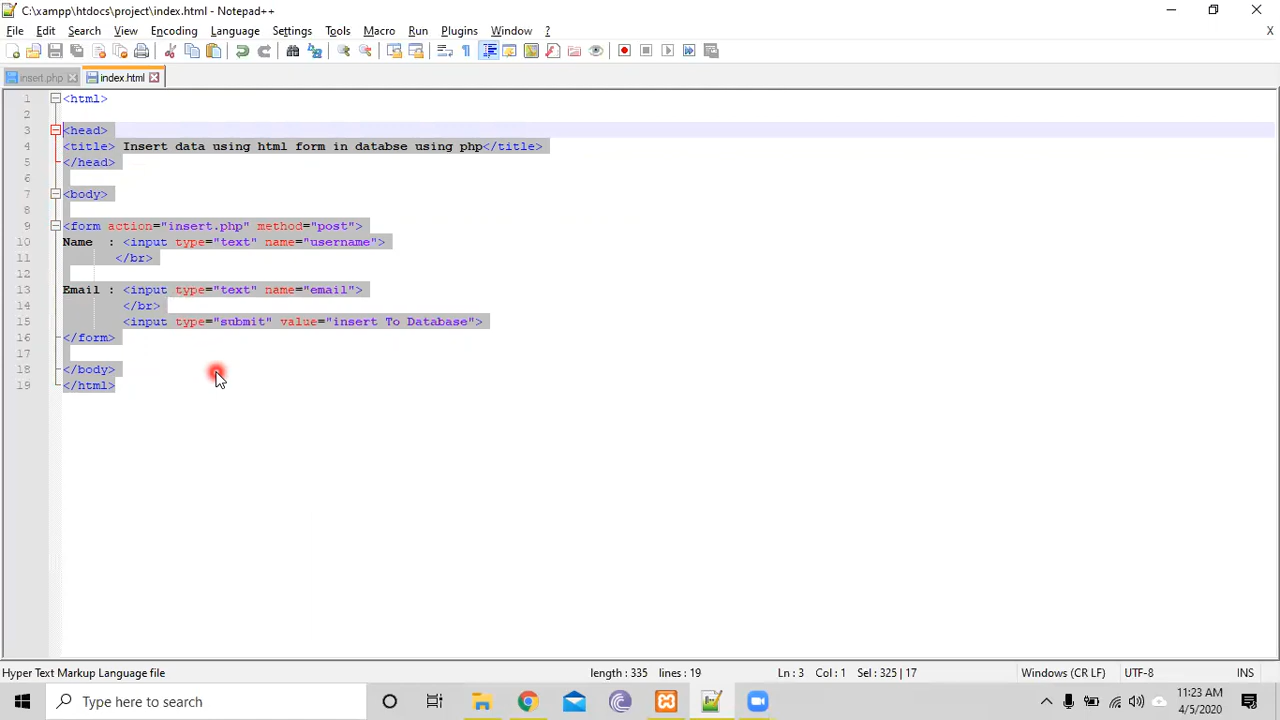 C:\xampp\htdocs\project\index.html - Notepad++
File Edit Search View Encoding Language Settings Tools Macro Run Plugins Window ? X
insert.php index.html
1 <html>
2
3 <head>
4 <title> Insert data using html form in databse using php</title>
5 </head>
6
7 <body>
8
9 <form action="insert.php" method="post">
10 Name : <input type="text" name="username">
11 </br>
12
13 Email : <input type="text" name="email">
14 </br>
15 <input type="submit" value="insert To Database">
16 </form>
17
18 </body>
19 </html>
Hyper Text Markup Language file length : 335 lines : 19 Ln : 3 Col : 1 Sel : 325 | 17 Windows (CR LF) UTF-8 INS
Type here to search
11:23 AM
4/5/2020